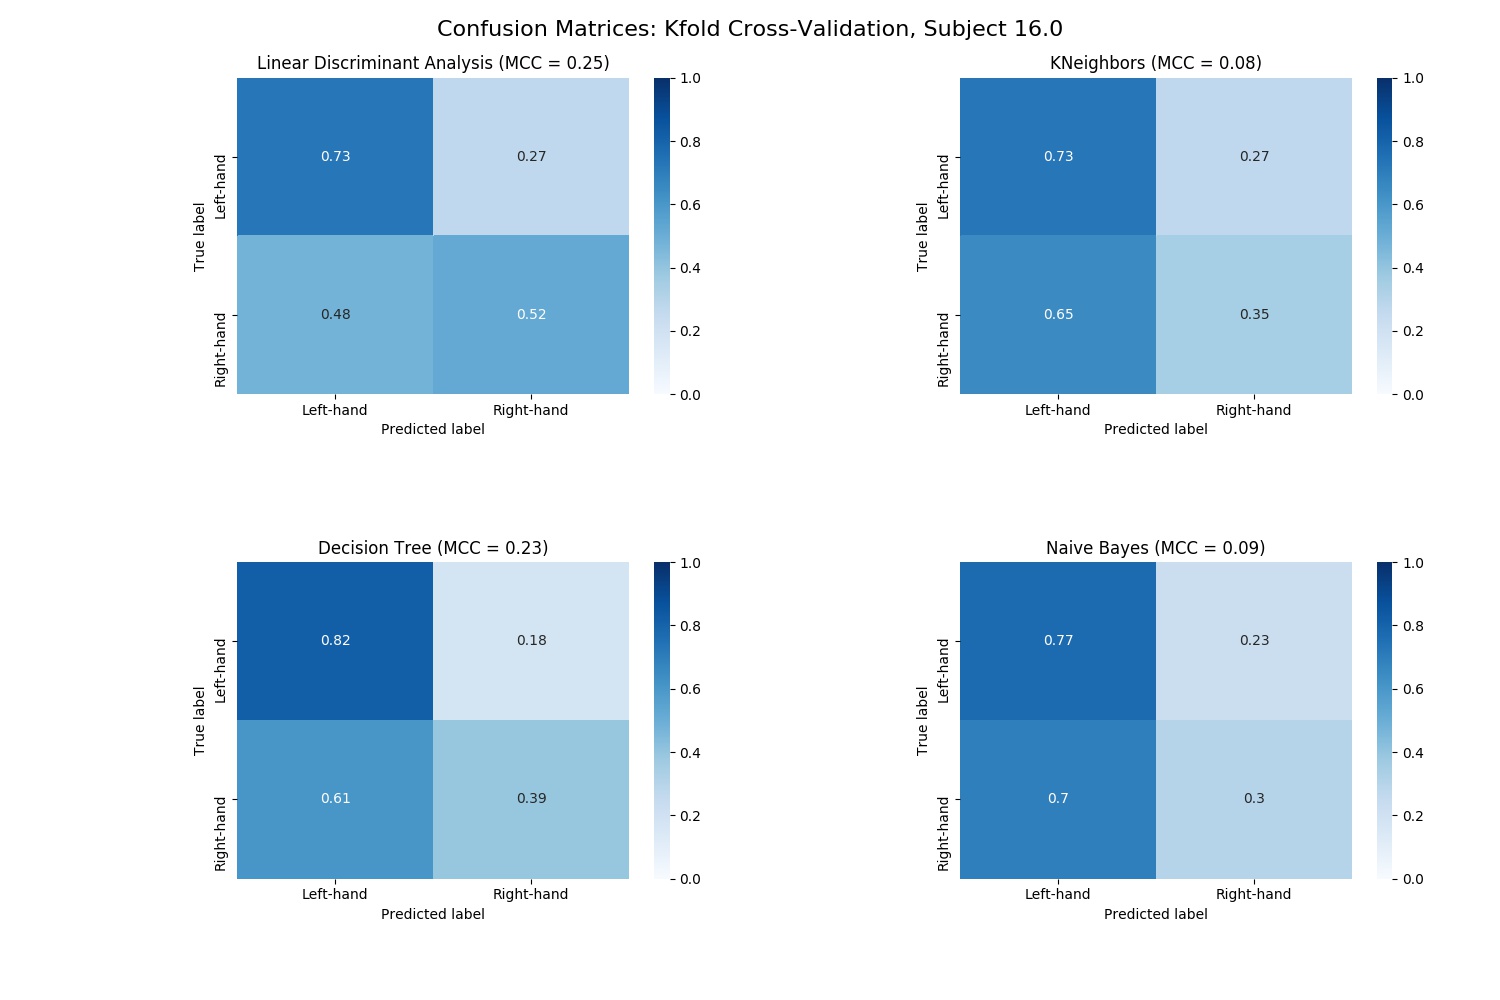 Confusion Matrices: Kfold Cross-Validation, Subject 16.0
Linear Discriminant Analysis (MCC = 0.25)
True label
Left-hand
Right-hand
0.73
0.27
0.48
0.52
Left-hand
Right-hand
Predicted label
1.0
0.8
0.6
0.4
0.2
0.0
KNeighbors (MCC = 0.08)
True label
Left-hand
Right-hand
0.73
0.27
0.65
0.35
Left-hand
Right-hand
Predicted label
1.0
0.8
0.6
0.4
0.2
0.0
Decision Tree (MCC = 0.23)
True label
Left-hand
Right-hand
0.82
0.18
0.61
0.39
Left-hand
Right-hand
Predicted label
1.0
0.8
0.6
0.4
0.2
0.0
Naive Bayes (MCC = 0.09)
True label
Left-hand
Right-hand
0.77
0.23
0.7
0.3
Left-hand
Right-hand
Predicted label
1.0
0.8
0.6
0.4
0.2
0.0